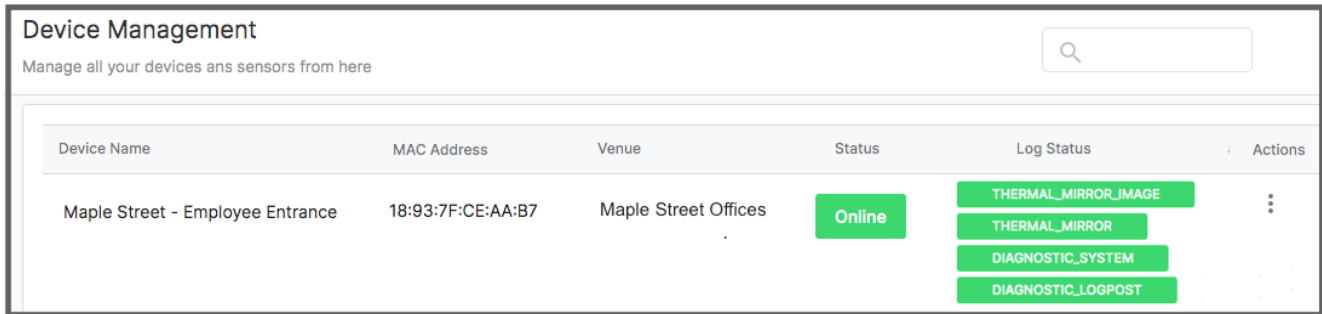 Device Management
Manage all your devices ans sensors from here
Device Name MAC Address Venue Status Log Status Actions
Maple Street - Employee Entrance 18:93:7F:CE:AA:B7 Maple Street Offices Online
THERMAL_MIRROR_IMAGE
THERMAL_MIRROR
DIAGNOSTIC_SYSTEM
DIAGNOSTIC_LOGPOST